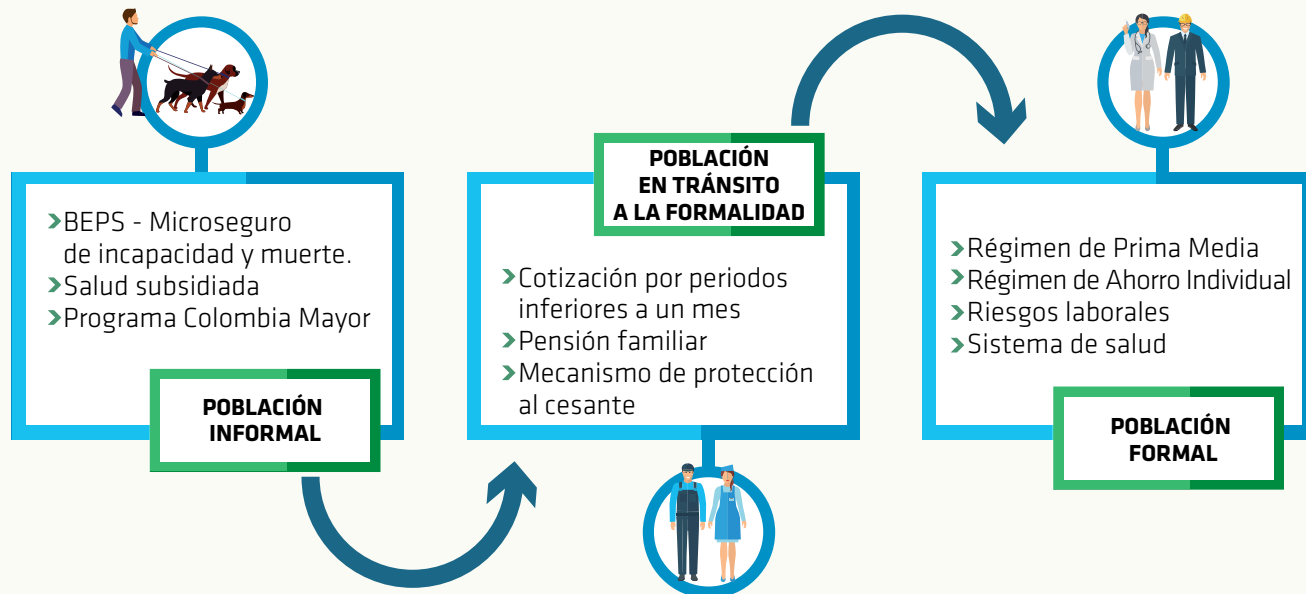 BEPS - Microseguro
de incapacidad y muerte.
Salud subsidiada
Programa Colombia Mayor
POBLACIÓN
INFORMAL
POBLACIÓN
EN TRÁNSITO
A LA FORMALIDAD
Cotización por periodos
inferiores a un mes
Pensión familiar
Mecanismo de protección
al cesante
Régimen de Prima Media
Régimen de Ahorro Individual
Riesgos laborales
Sistema de salud
POBLACIÓN
FORMAL